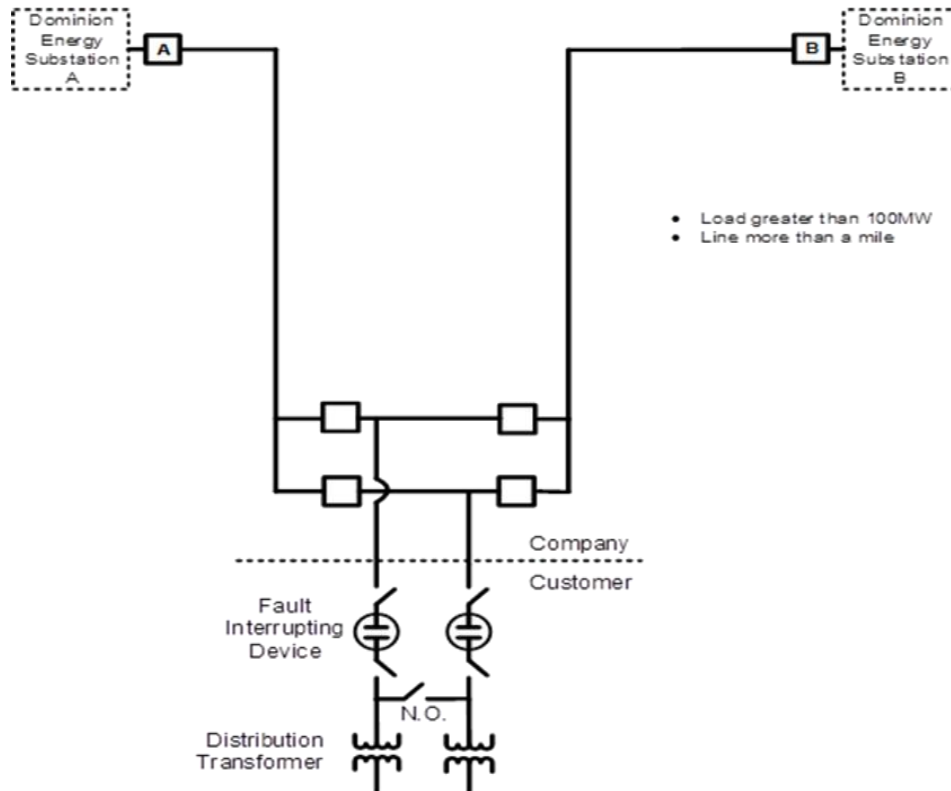 Dominion
Energy
Substation
A
A
B
Dominion
Energy
Substation
B
• Load greater than 100MW
• Line more than a mile
Company
Customer
Fault
Interrupting
Device
N.O.
Distribution
Transformer